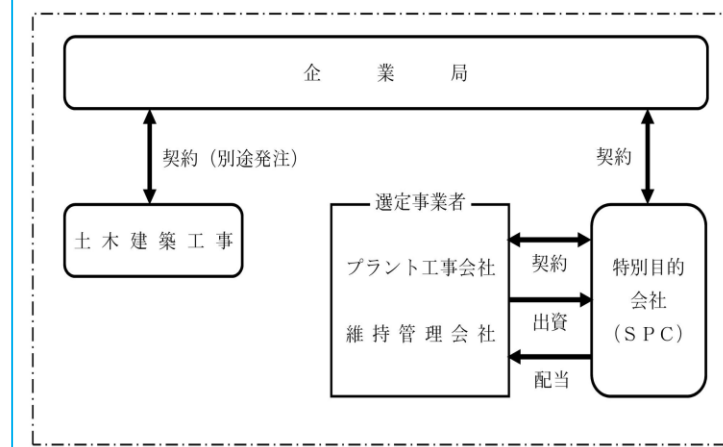 企業局
契約（別途発注）
契約
土木建築工事
選定事業者
プラント工事会社
維持管理会社
契約
出資
配当
特別目的
会社
（ＳＰＣ）